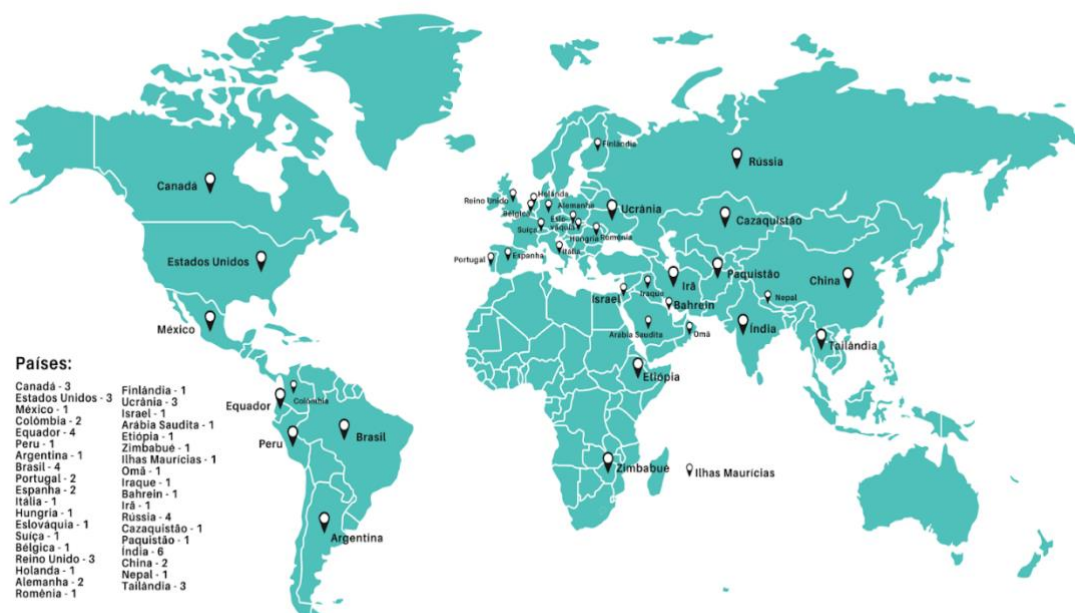 Finlândia
Rússia
Canadá
Reino Unido
Holanda
Bélgica
Alemanha
Ucrânia
Cazaquistão
Eslo-
váquia
Suíça
Hungria
Romênia
Itália
Portugal
Espanha
Estados Unidos
Israel
Iraque
Irã
Paquistão
China
Bahrein
Nepal
México
Arábia Saudita
Omã
Índia
Tailândia
Etiópia
Equador
Colômbia
Peru
Brasil
Zimbabué
Ilhas Maurícias
Argentina
Países:
Canadá - 3
Estados Unidos - 3
México - 1
Colômbia - 2
Equador - 4
Peru - 1
Argentina - 1
Brasil - 4
Portugal - 2
Espanha - 2
Itália - 1
Hungria - 1
Eslováquia - 1
Suíça - 1
Bélgica - 1
Reino Unido - 3
Holanda - 1
Alemanha - 2
Romênia - 1
Finlândia - 1
Ucrânia - 3
Israel - 1
Arábia Saudita - 1
Etiópia - 1
Zimbabué - 1
Ilhas Maurícias - 1
Omã - 1
Iraque - 1
Bahrein - 1
Irã - 1
Rússia - 4
Cazaquistão - 1
Paquistão - 1
Índia - 6
China - 2
Nepal - 1
Tailândia - 3